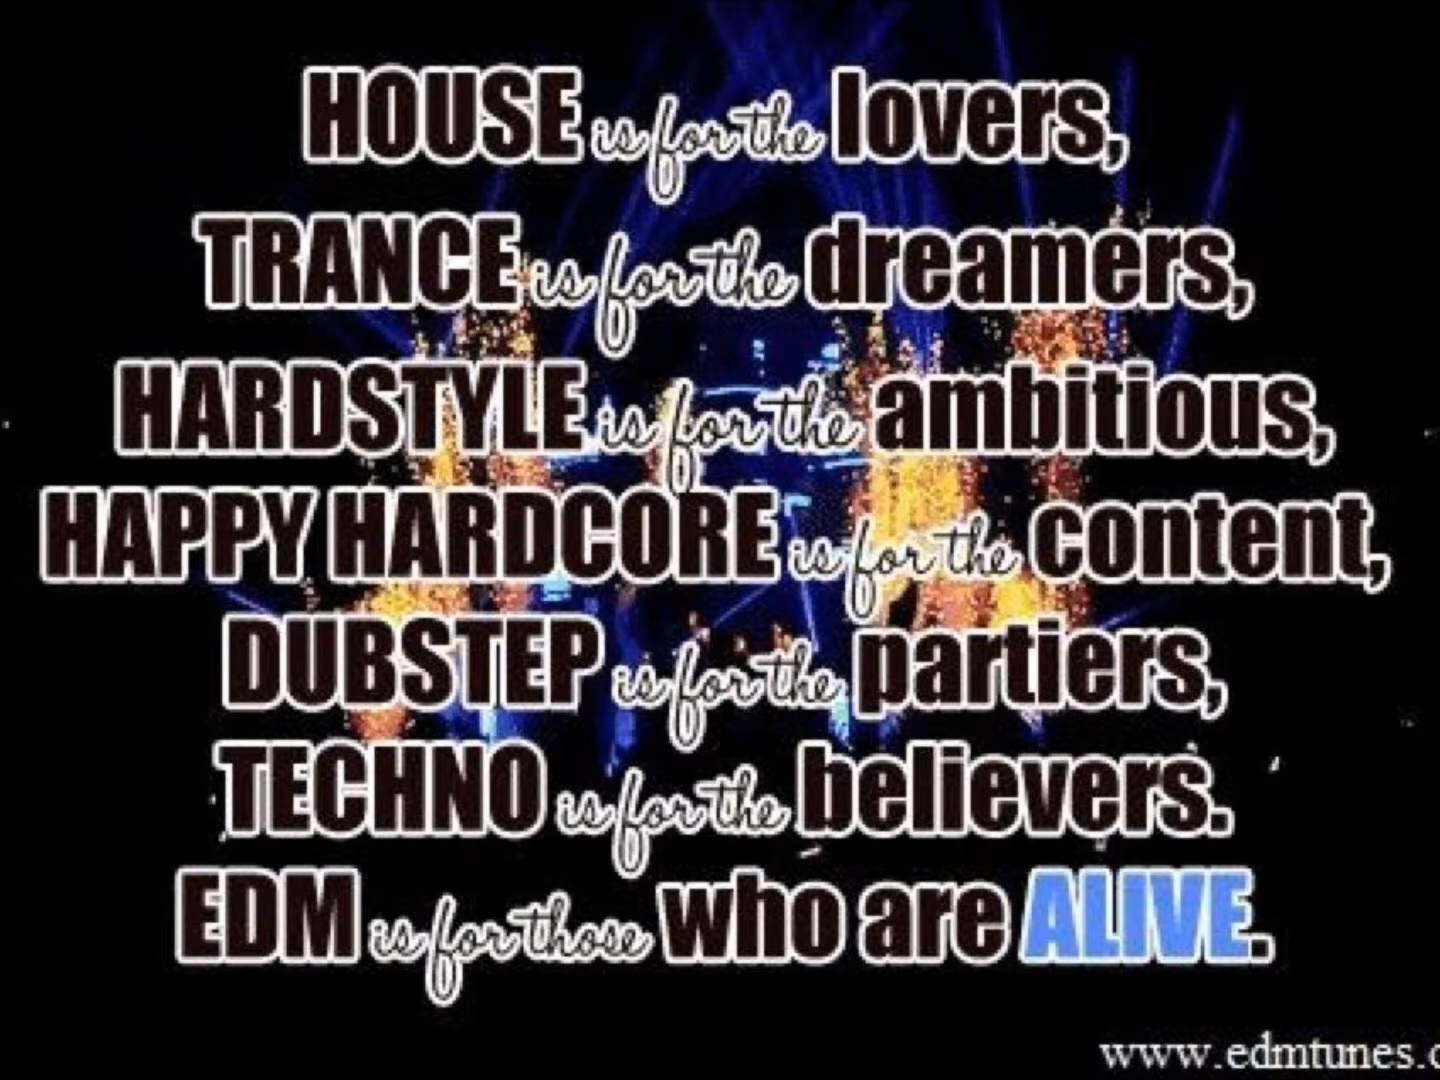 HOUSE is for the lovers,
TRANCE is for the dreamers,
HARDSTYLE is for the ambitious,
HAPPY HARDCORE is for the content,
DUBSTEP is for the partiers,
TECHNO is for the believers.
EDM is for those who are ALIVE.
www.edmtunes.c